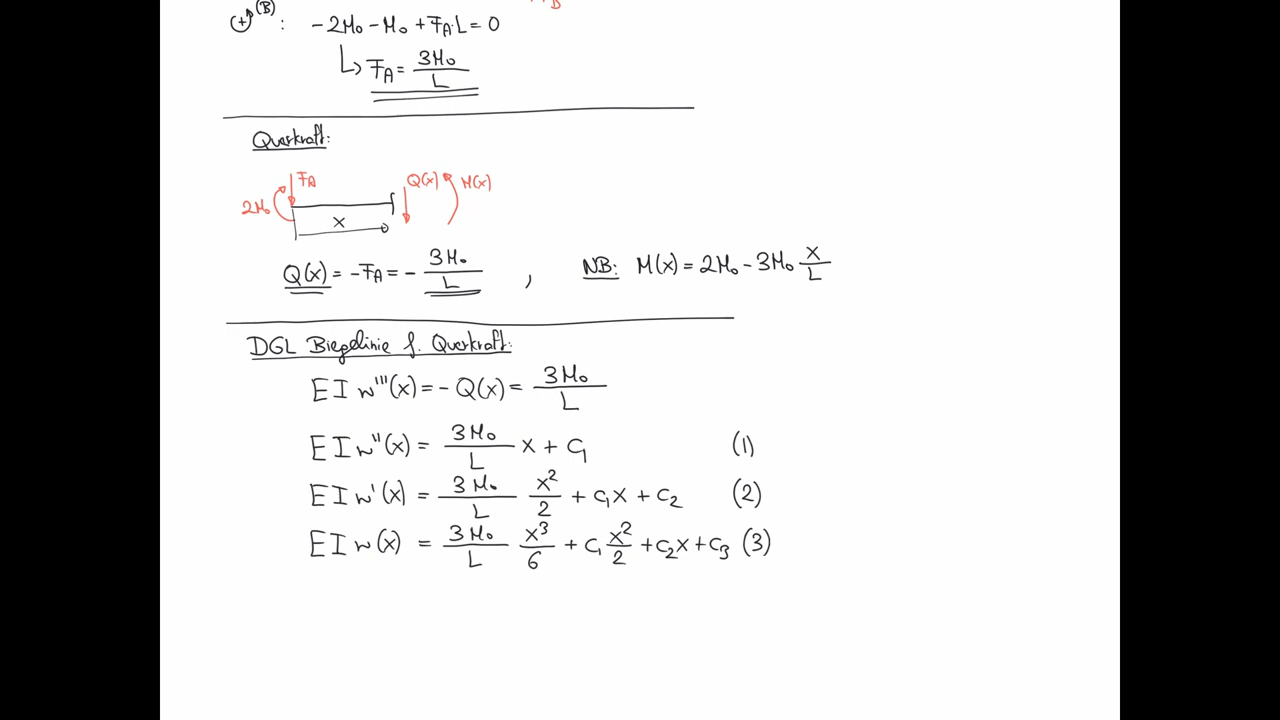 B
(+) (B) : - 2M₀ - M₀ + F_A·L = 0
↳ F_A = 3M₀/L
Querkraft:
F_A Q(x) M(x)
2M₀
x
Q(x) = -F_A = - 3M₀/L , NB: M(x) = 2M₀ - 3M₀ x/L
DGL Biegelinie f. Querkraft:
EI w'''(x) = - Q(x) = 3M₀/L
EI w''(x) = 3M₀/L x + C₁ (1)
EI w'(x) = 3M₀/L x²/2 + C₁x + C₂ (2)
EI w(x) = 3M₀/L x³/6 + C₁ x²/2 + C₂x + C₃ (3)